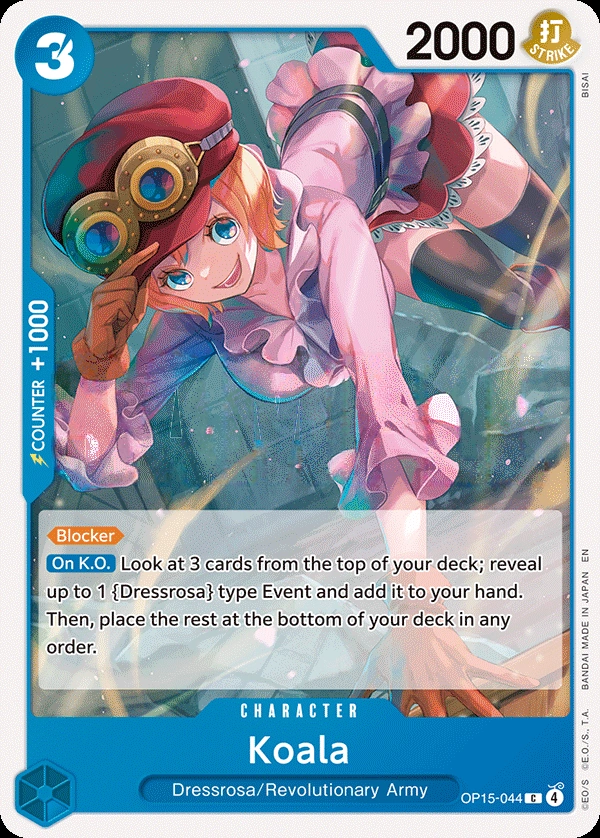 3
2000
打
STRIKE
BISAI
COUNTER +1000
Blocker
On K.O. Look at 3 cards from the top of your deck; reveal
up to 1 {Dressrosa} type Event and add it to your hand.
Then, place the rest at the bottom of your deck in any
order.
CHARACTER
Koala
Dressrosa/Revolutionary Army
OP15-044 C 4
©E.O/S ©E.O./S., T.A. BANDAI MADE IN JAPAN EN